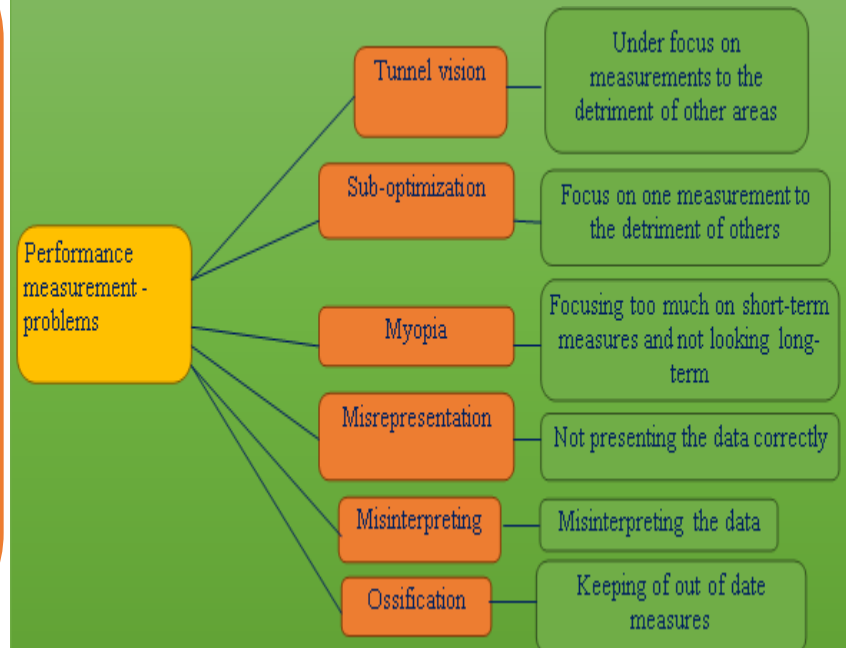 Performance
measurement -
problems
Tunnel vision
Under focus on
measurements to the
detriment of other areas
Sub-optimization
Focus on one measurement to
the detriment of others
Myopia
Focusing too much on short-term
measures and not looking long-
term
Misrepresentation
Not presenting the data correctly
Misinterpreting
Misinterpreting the data
Ossification
Keeping of out of date
measures